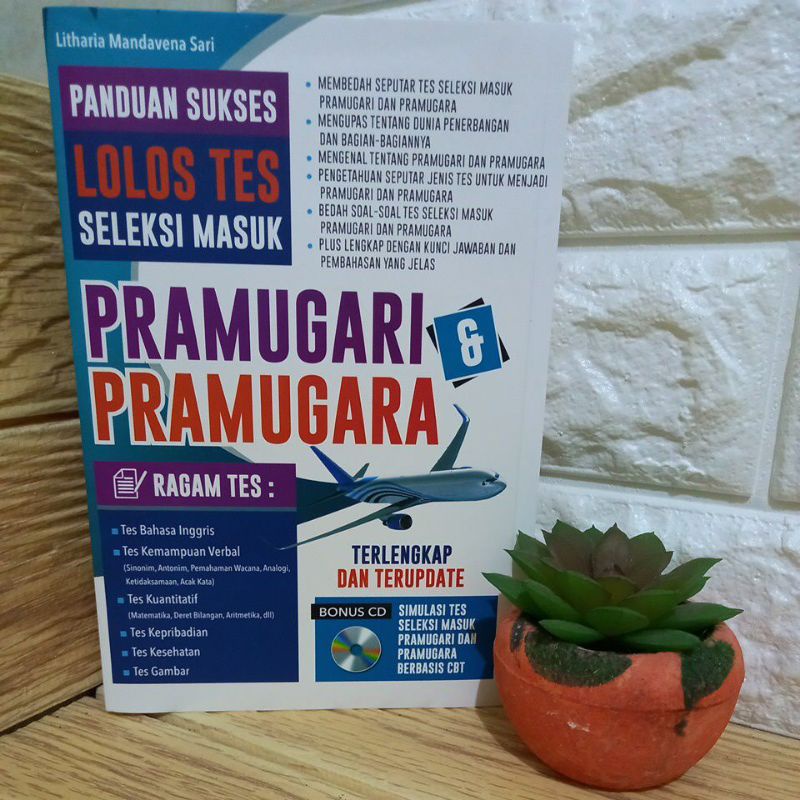 Litharia Mandavena Sari
PANDUAN SUKSES
LOLOS TES
SELEKSI MASUK
• MEMBEDAH SEPUTAR TES SELEKSI MASUK
PRAMUGARI DAN PRAMUGARA
• MENGUPAS TENTANG DUNIA PENERBANGAN
DAN BAGIAN-BAGIANNYA
• MENGENAL TENTANG PRAMUGARI DAN PRAMUGARA
• PENGETAHUAN SEPUTAR JENIS TES UNTUK MENJADI
PRAMUGARI DAN PRAMUGARA
• BEDAH SOAL-SOAL TES SELEKSI MASUK
PRAMUGARI DAN PRAMUGARA
• PLUS LENGKAP DENGAN KUNCI JAWABAN DAN
PEMBAHASAN YANG JELAS
PRAMUGARI &
PRAMUGARA
RAGAM TES :
Tes Bahasa Inggris
Tes Kemampuan Verbal
(Sinonim, Antonim, Pemahaman Wacana, Analogi,
Ketidaksamaan, Acak Kata)
Tes Kuantitatif
(Matematika, Deret Bilangan, Aritmetika, dll)
Tes Kepribadian
Tes Kesehatan
Tes Gambar
TERLENGKAP
DAN TERUPDATE
BONUS CD
SIMULASI TES
SELEKSI MASUK
PRAMUGARI DAN
PRAMUGARA
BERBASIS CBT